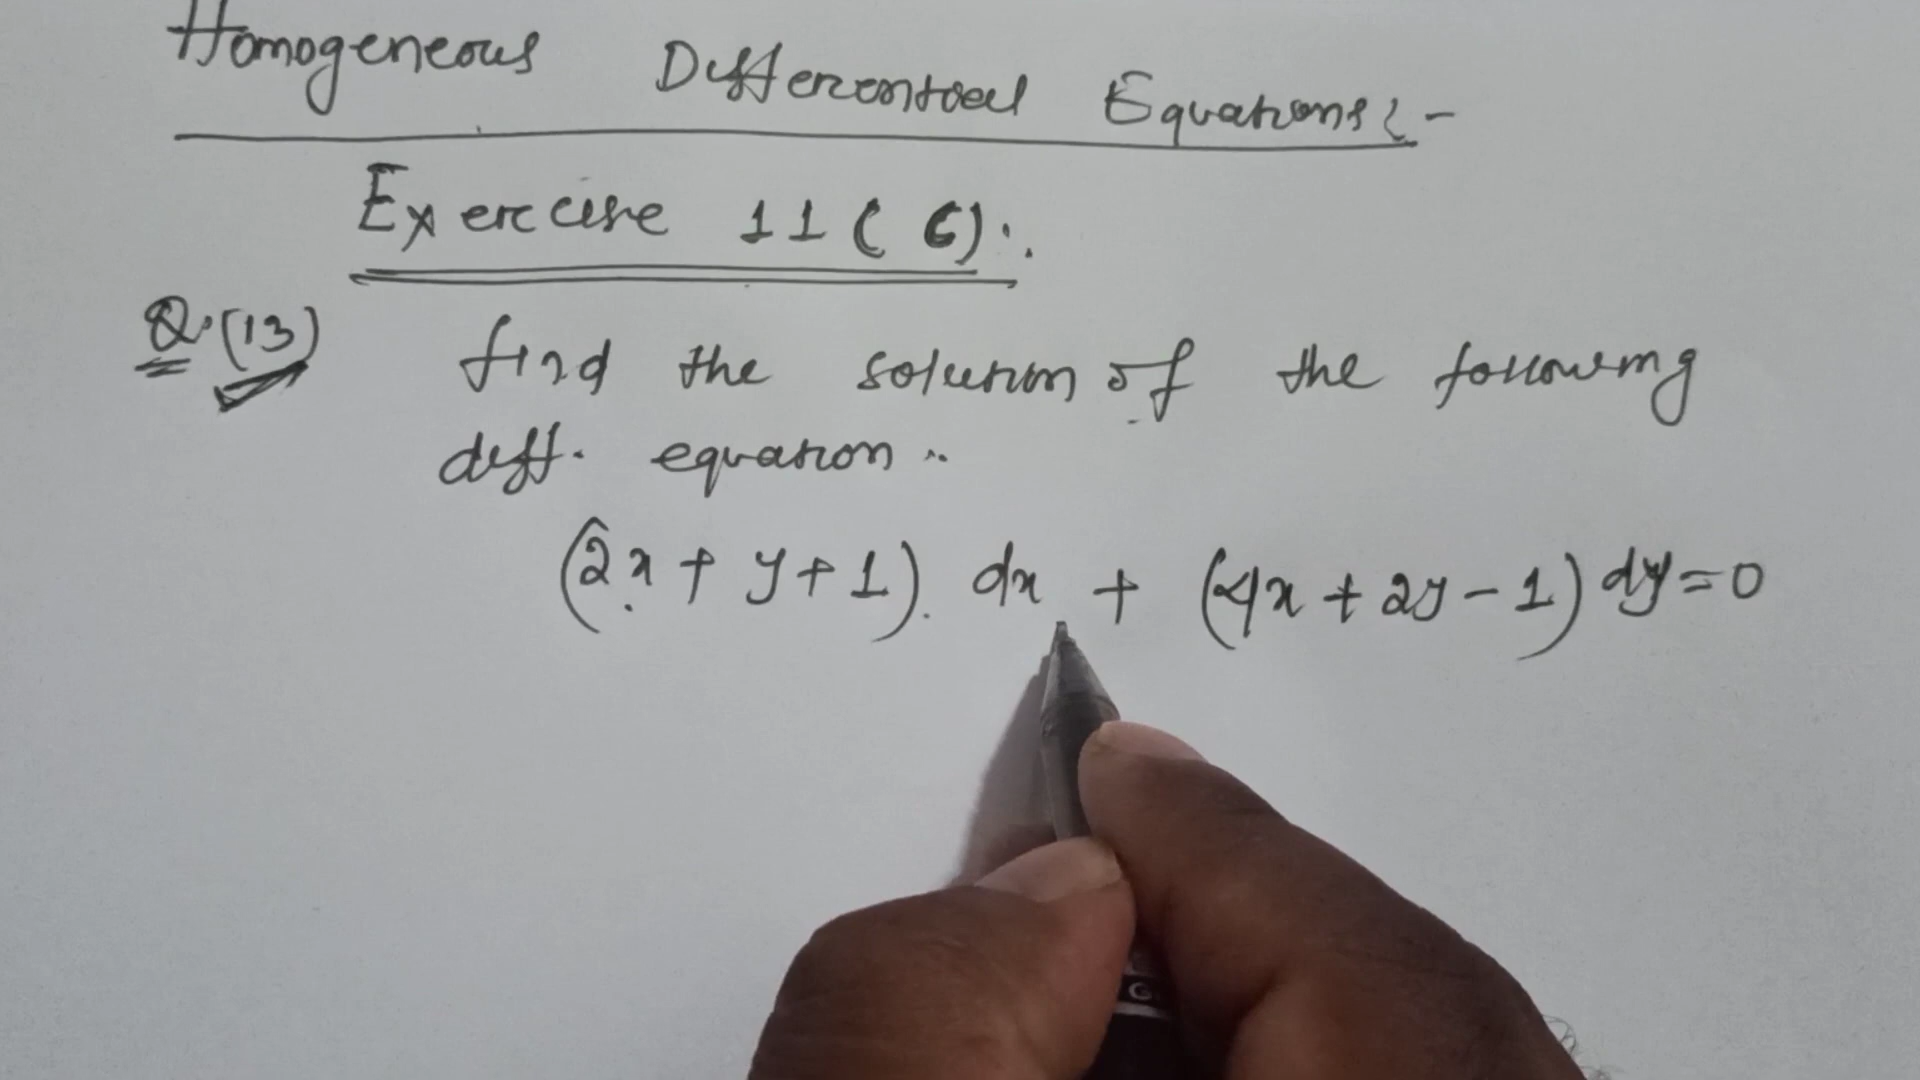 Homogeneous Differential Equations :-
Exercise 11(C):.
Q.(13) find the solution of the following
diff. equation..
(2x + y + 1). dx + (4x + 2y - 1) dy = 0